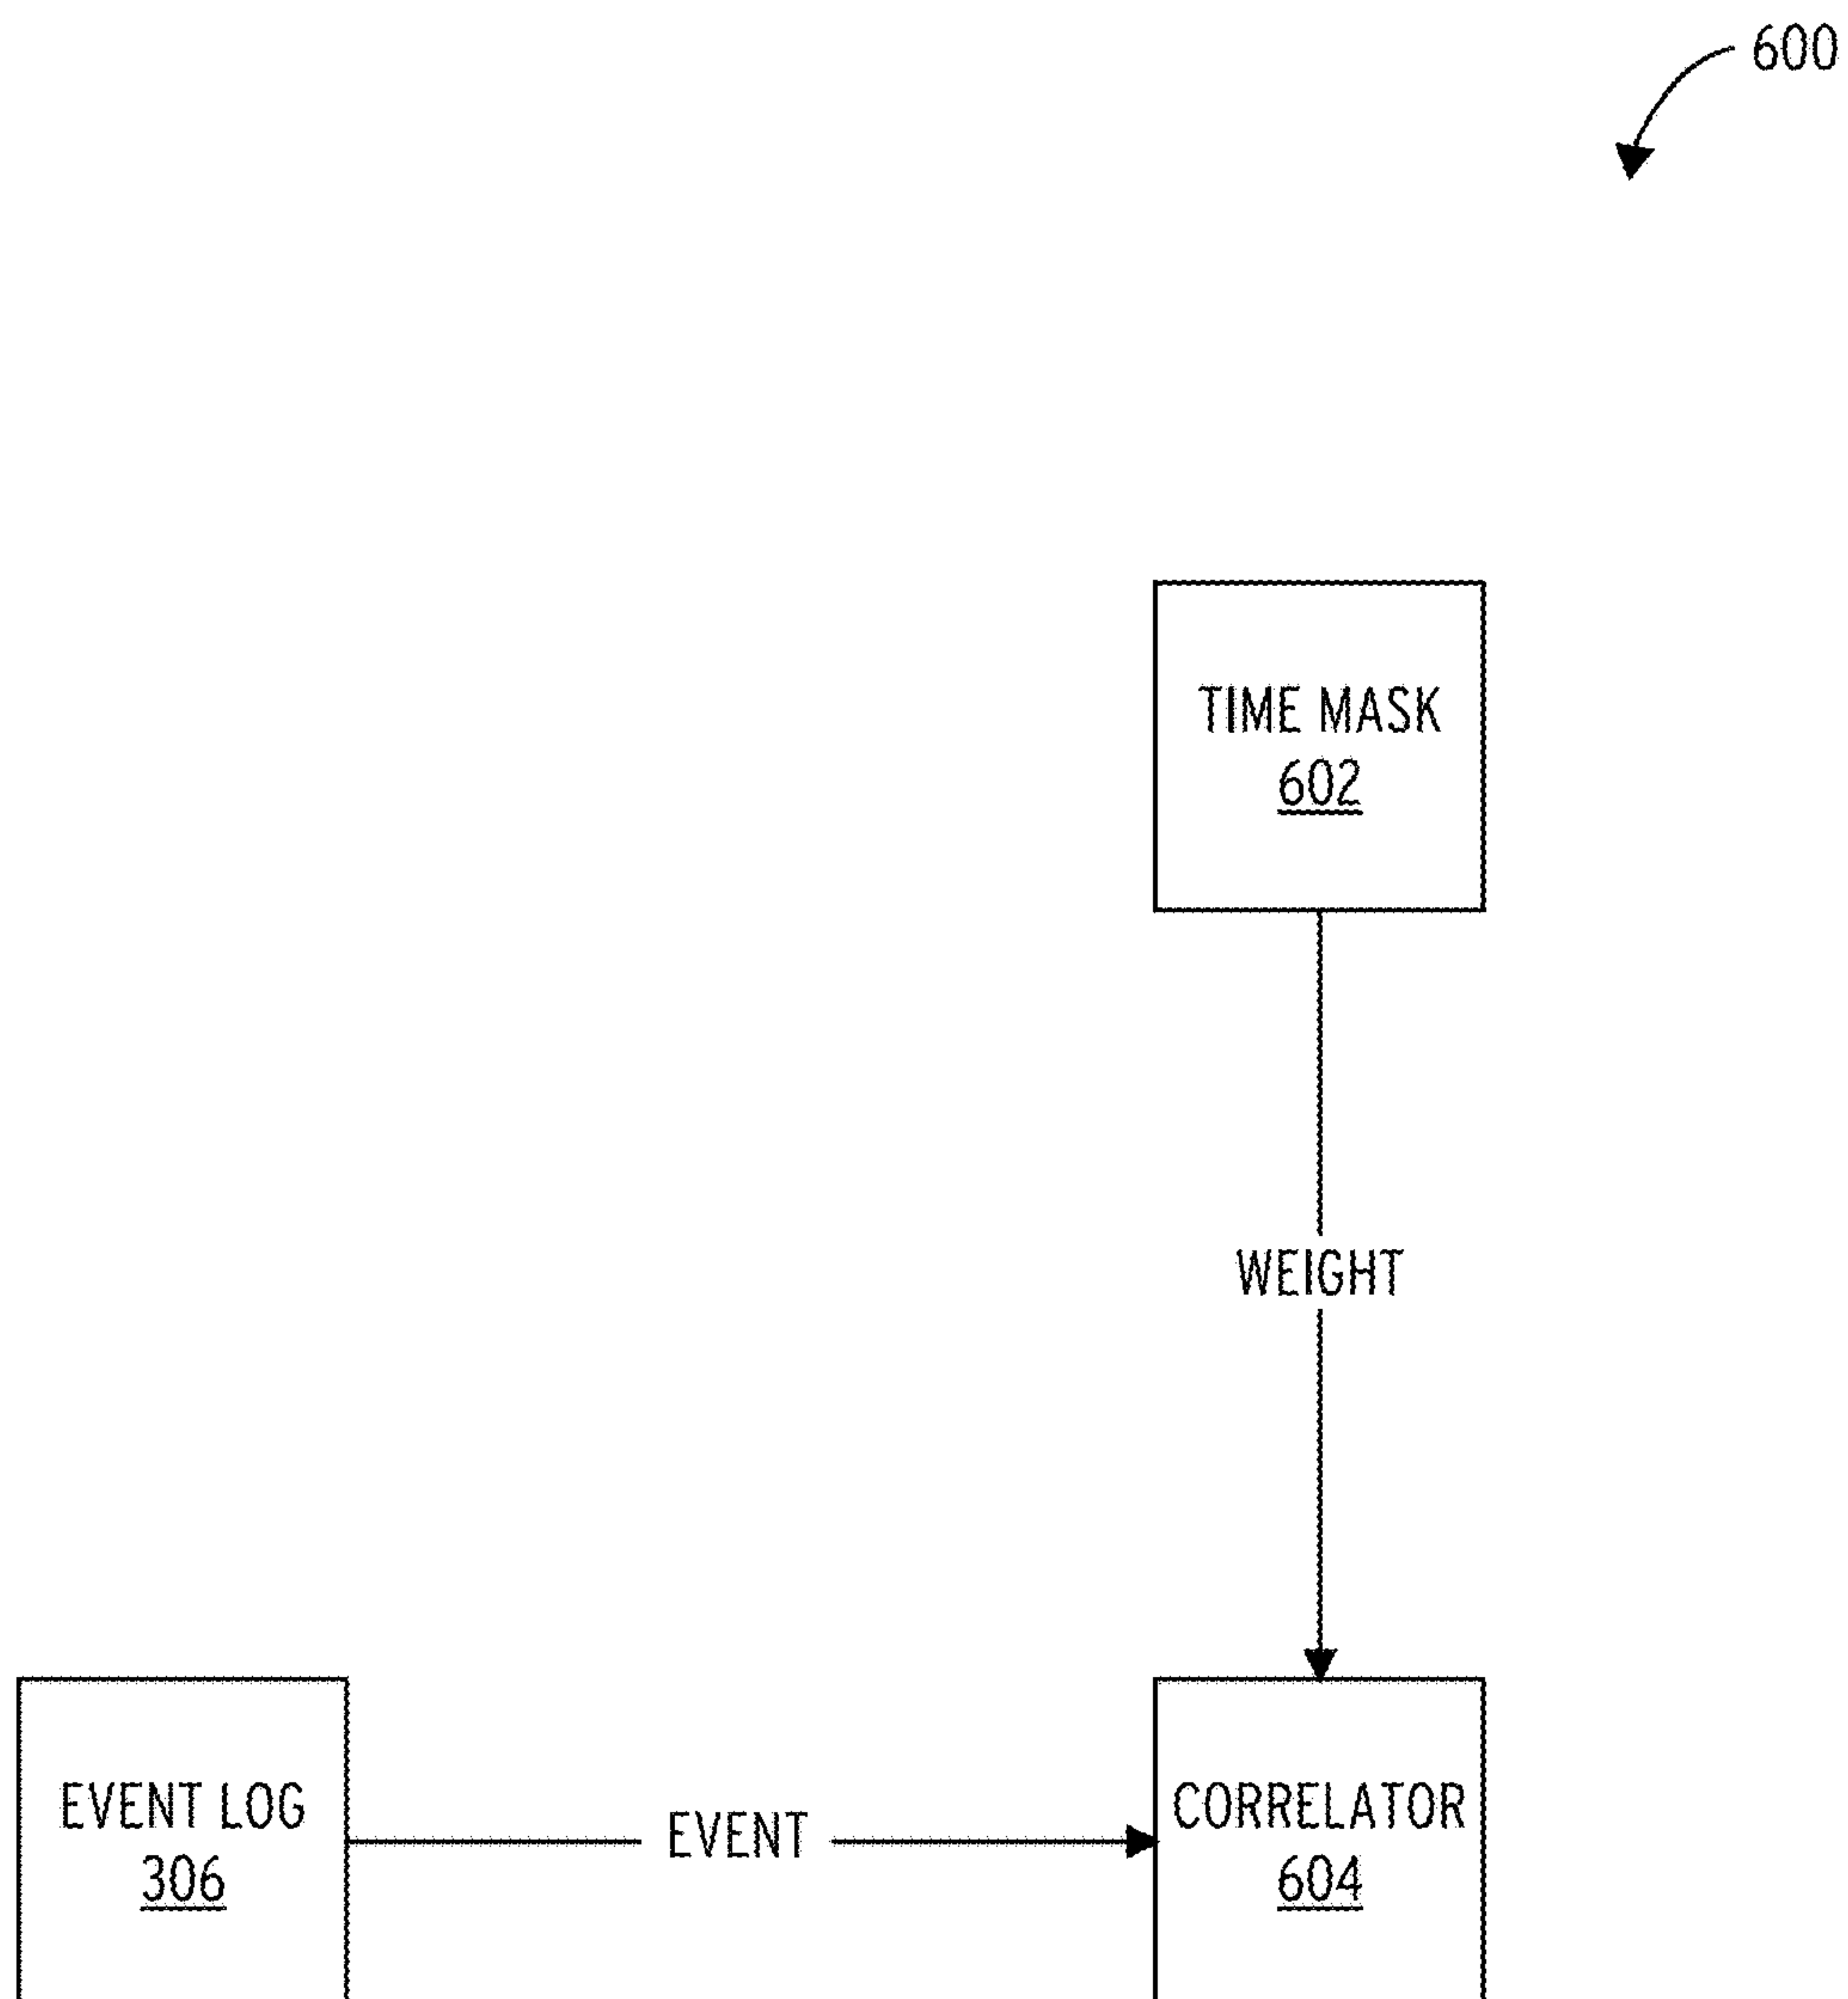 600
TIME MASK
602
WEIGHT
EVENT LOG
306
EVENT
CORRELATOR
604